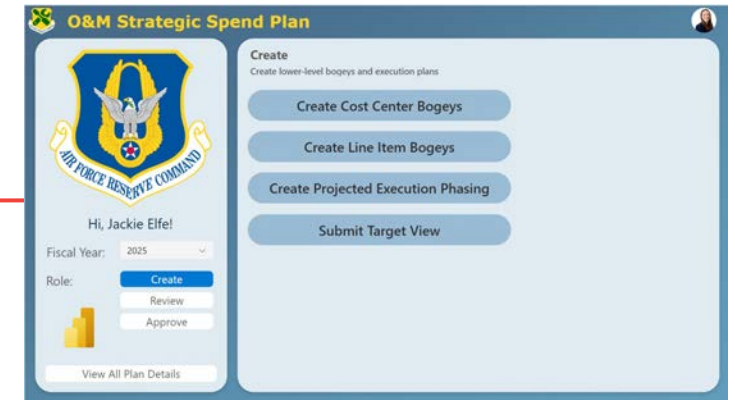 O&M Strategic Spend Plan
AIR FORCE RESERVE COMMAND
Hi, Jackie Elfe!
Fiscal Year: 2025
Role: Create
Review
Approve
View All Plan Details
Create
Create lower-level bogeys and execution plans
Create Cost Center Bogeys
Create Line Item Bogeys
Create Projected Execution Phasing
Submit Target View